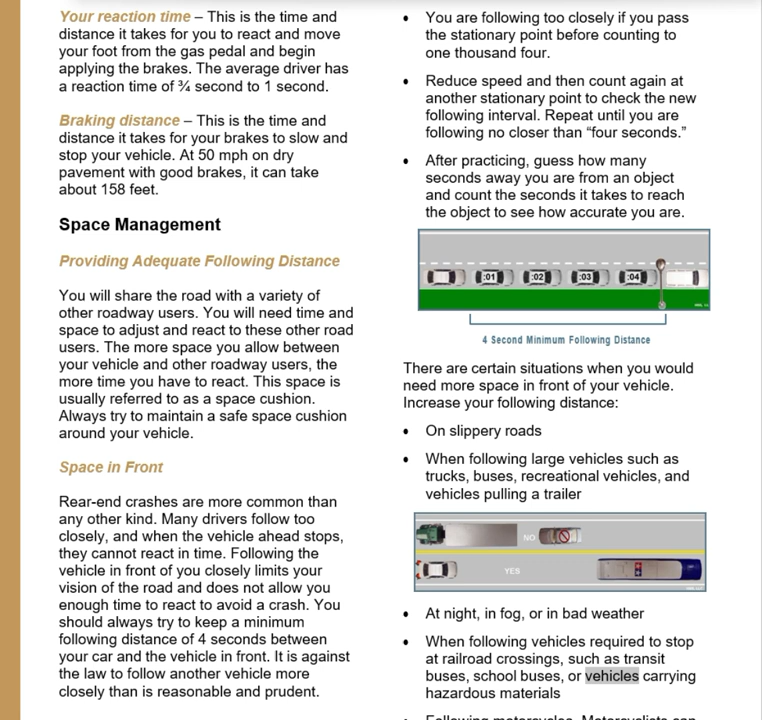 Your reaction time – This is the time and
distance it takes for you to react and move
your foot from the gas pedal and begin
applying the brakes. The average driver has
a reaction time of ¾ second to 1 second.
Braking distance – This is the time and
distance it takes for your brakes to slow and
stop your vehicle. At 50 mph on dry
pavement with good brakes, it can take
about 158 feet.
Space Management
Providing Adequate Following Distance
You will share the road with a variety of
other roadway users. You will need time and
space to adjust and react to these other road
users. The more space you allow between
your vehicle and other roadway users, the
more time you have to react. This space is
usually referred to as a space cushion.
Always try to maintain a safe space cushion
around your vehicle.
Space in Front
Rear-end crashes are more common than
any other kind. Many drivers follow too
closely, and when the vehicle ahead stops,
they cannot react in time. Following the
vehicle in front of you closely limits your
vision of the road and does not allow you
enough time to react to avoid a crash. You
should always try to keep a minimum
following distance of 4 seconds between
your car and the vehicle in front. It is against
the law to follow another vehicle more
closely than is reasonable and prudent.
• You are following too closely if you pass
the stationary point before counting to
one thousand four.
• Reduce speed and then count again at
another stationary point to check the new
following interval. Repeat until you are
following no closer than “four seconds.”
• After practicing, guess how many
seconds away you are from an object
and count the seconds it takes to reach
the object to see how accurate you are.
:01 :02 :03 :04
4 Second Minimum Following Distance
There are certain situations when you would
need more space in front of your vehicle.
Increase your following distance:
• On slippery roads
• When following large vehicles such as
trucks, buses, recreational vehicles, and
vehicles pulling a trailer
NO
YES
• At night, in fog, or in bad weather
• When following vehicles required to stop
at railroad crossings, such as transit
buses, school buses, or vehicles carrying
hazardous materials
• Following motorcycles. Motorcyclists can